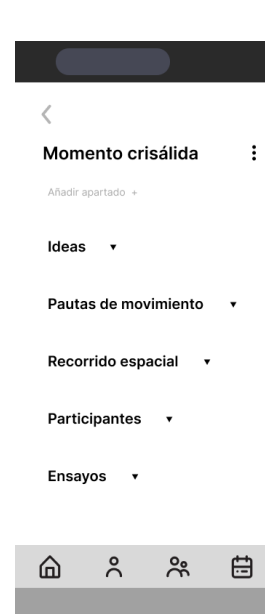 Momento crisálida
Añadir apartado +
Ideas
Pautas de movimiento
Recorrido espacial
Participantes
Ensayos